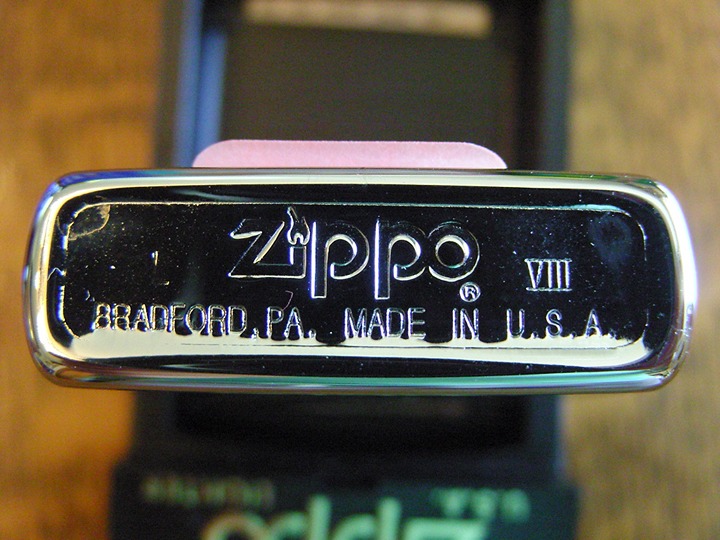 Zippo ®
VIII
BRADFORD, PA. MADE IN U.S.A.